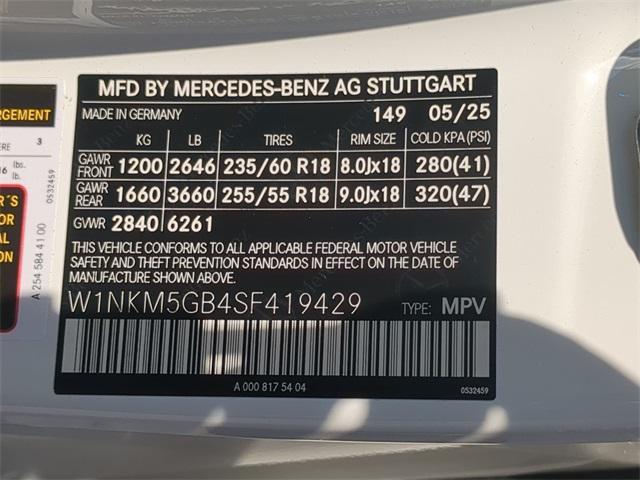 MFD BY MERCEDES-BENZ AG STUTTGART
MADE IN GERMANY 149 05/25
KG LB TIRES RIM SIZE COLD KPA (PSI)
GAWR FRONT 1200 2646 235/60 R18 8.0Jx18 280(41)
GAWR REAR 1660 3660 255/55 R18 9.0Jx18 320(47)
GVWR 2840 6261
THIS VEHICLE CONFORMS TO ALL APPLICABLE FEDERAL MOTOR VEHICLE
SAFETY AND THEFT PREVENTION STANDARDS IN EFFECT ON THE DATE OF
MANUFACTURE SHOWN ABOVE.
W1NKM5GB4SF419429 TYPE: MPV
A 000 817 54 04
0532459
lbs.
lb.
3
0532459
A 254 584 41 00